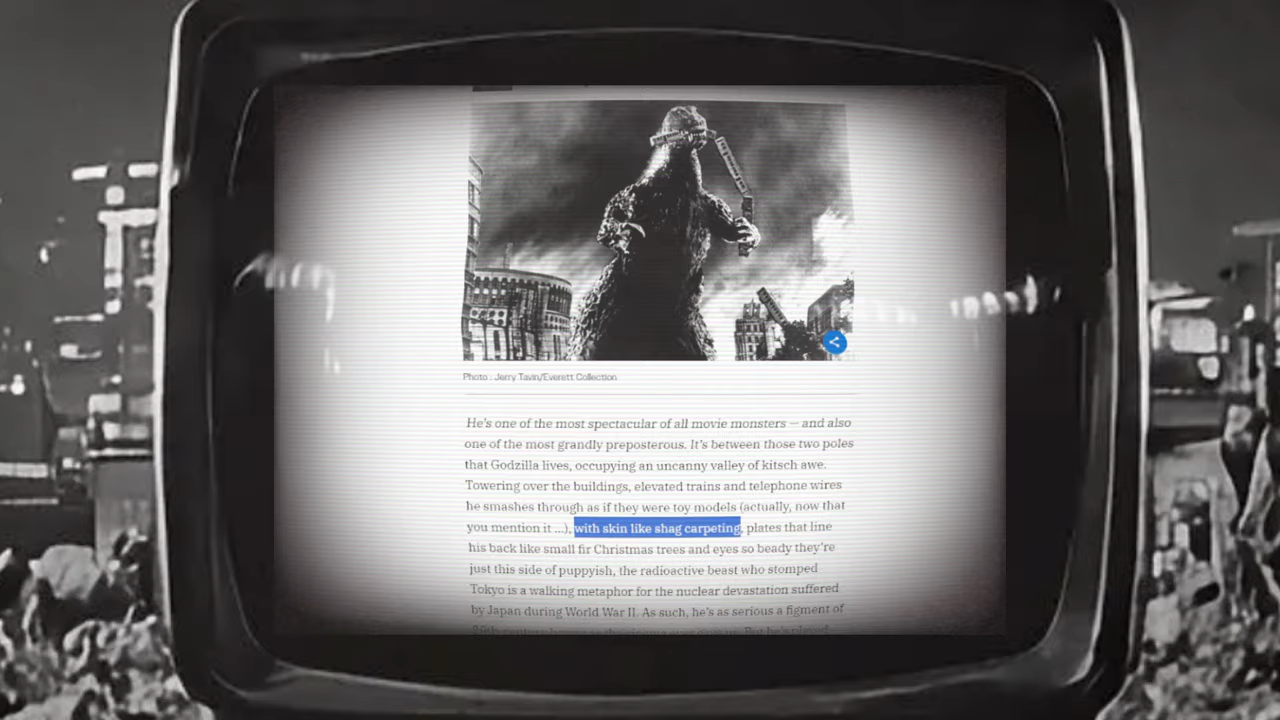 Photo : Jerry Tavin/Everett Collection
He's one of the most spectacular of all movie monsters — and also
one of the most grandly preposterous. It's between those two poles
that Godzilla lives, occupying an uncanny valley of kitsch awe.
Towering over the buildings, elevated trains and telephone wires
he smashes through as if they were toy models (actually, now that
you mention it ...), with skin like shag carpeting, plates that line
his back like small fir Christmas trees and eyes so beady they're
just this side of puppyish, the radioactive beast who stomped
Tokyo is a walking metaphor for the nuclear devastation suffered
by Japan during World War II. As such, he's as serious a figment of